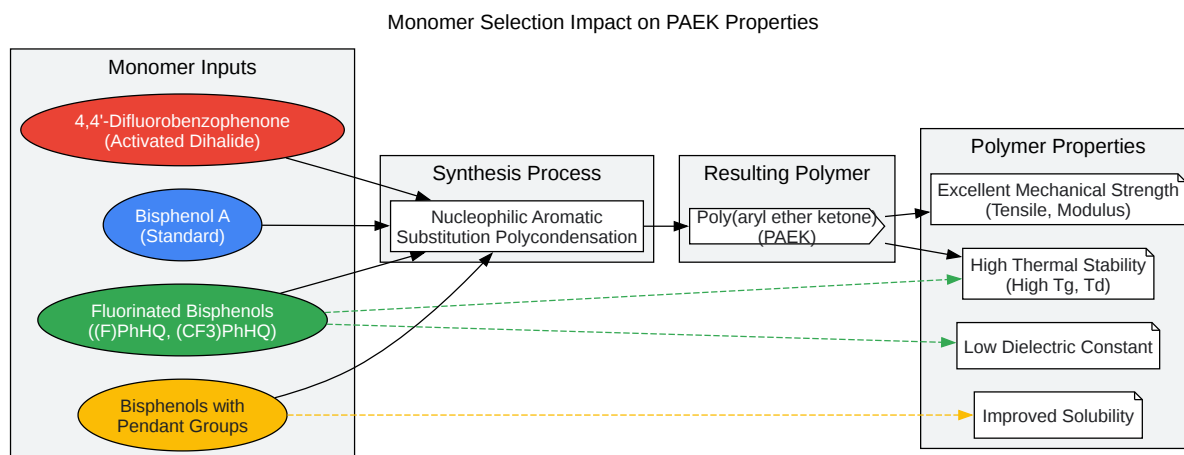 Monomer Selection Impact on PAEK Properties
Monomer Inputs
4,4'-Difluorobenzophenone
(Activated Dihalide)
Bisphenol A
(Standard)
Fluorinated Bisphenols
((F)PhHQ, (CF3)PhHQ)
Bisphenols with
Pendant Groups
Synthesis Process
Nucleophilic Aromatic
Substitution Polycondensation
Resulting Polymer
Poly(aryl ether ketone)
(PAEK)
Polymer Properties
Excellent Mechanical Strength
(Tensile, Modulus)
High Thermal Stability
(High Tg, Td)
Low Dielectric Constant
Improved Solubility